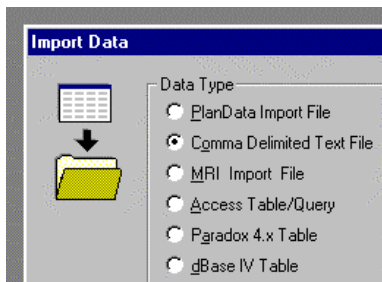 Import Data
Data Type
PlanData Import File
Comma Delimited Text File
MRI Import File
Access Table/Query
Paradox 4.x Table
dBase IV Table